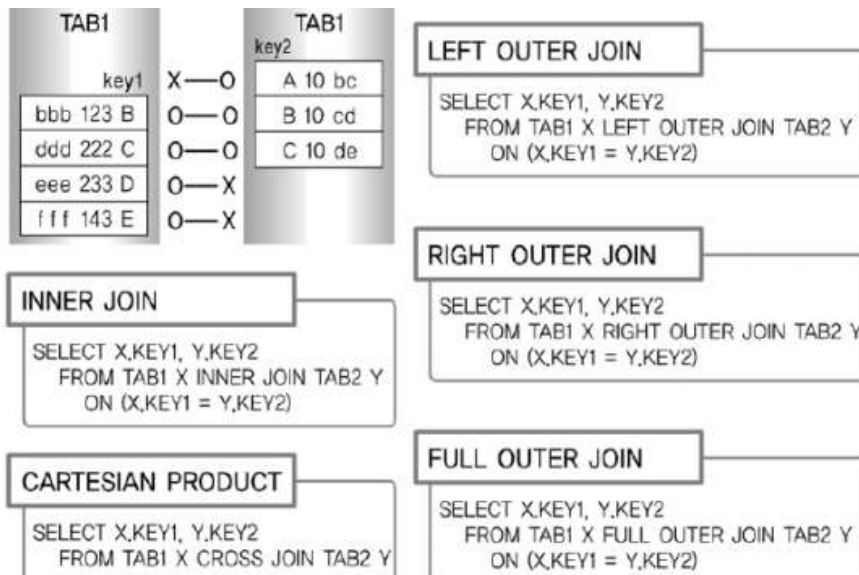 TAB1
TAB1
key2
key1
X—O
A 10 bc
bbb 123 B
O—O
B 10 cd
ddd 222 C
O—O
C 10 de
eee 233 D
O—X
fff 143 E
O—X
INNER JOIN
SELECT X.KEY1, Y.KEY2
FROM TAB1 X INNER JOIN TAB2 Y
ON (X.KEY1 = Y.KEY2)
CARTESIAN PRODUCT
SELECT X.KEY1, Y.KEY2
FROM TAB1 X CROSS JOIN TAB2 Y
LEFT OUTER JOIN
SELECT X.KEY1, Y.KEY2
FROM TAB1 X LEFT OUTER JOIN TAB2 Y
ON (X.KEY1 = Y.KEY2)
RIGHT OUTER JOIN
SELECT X.KEY1, Y.KEY2
FROM TAB1 X RIGHT OUTER JOIN TAB2 Y
ON (X.KEY1 = Y.KEY2)
FULL OUTER JOIN
SELECT X.KEY1, Y.KEY2
FROM TAB1 X FULL OUTER JOIN TAB2 Y
ON (X.KEY1 = Y.KEY2)